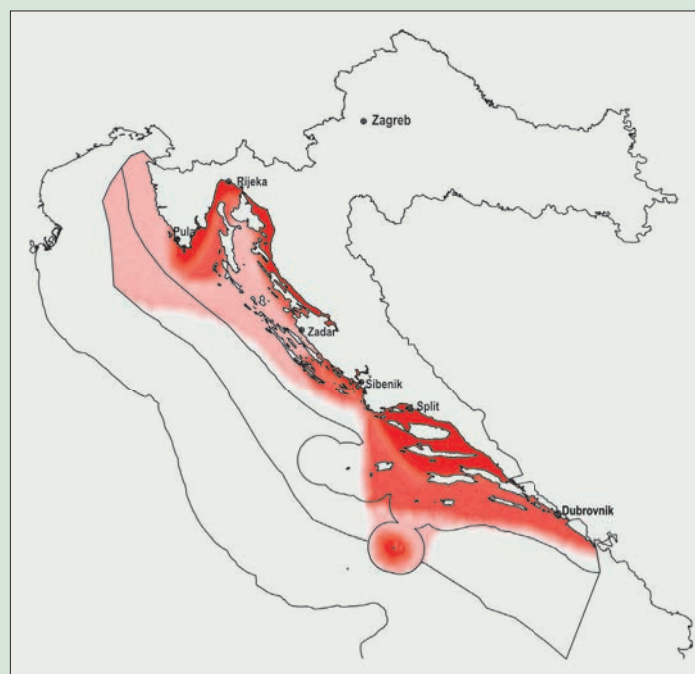 Zagreb
Rijeka
Pula
Zadar
Šibenik
Split
Dubrovnik